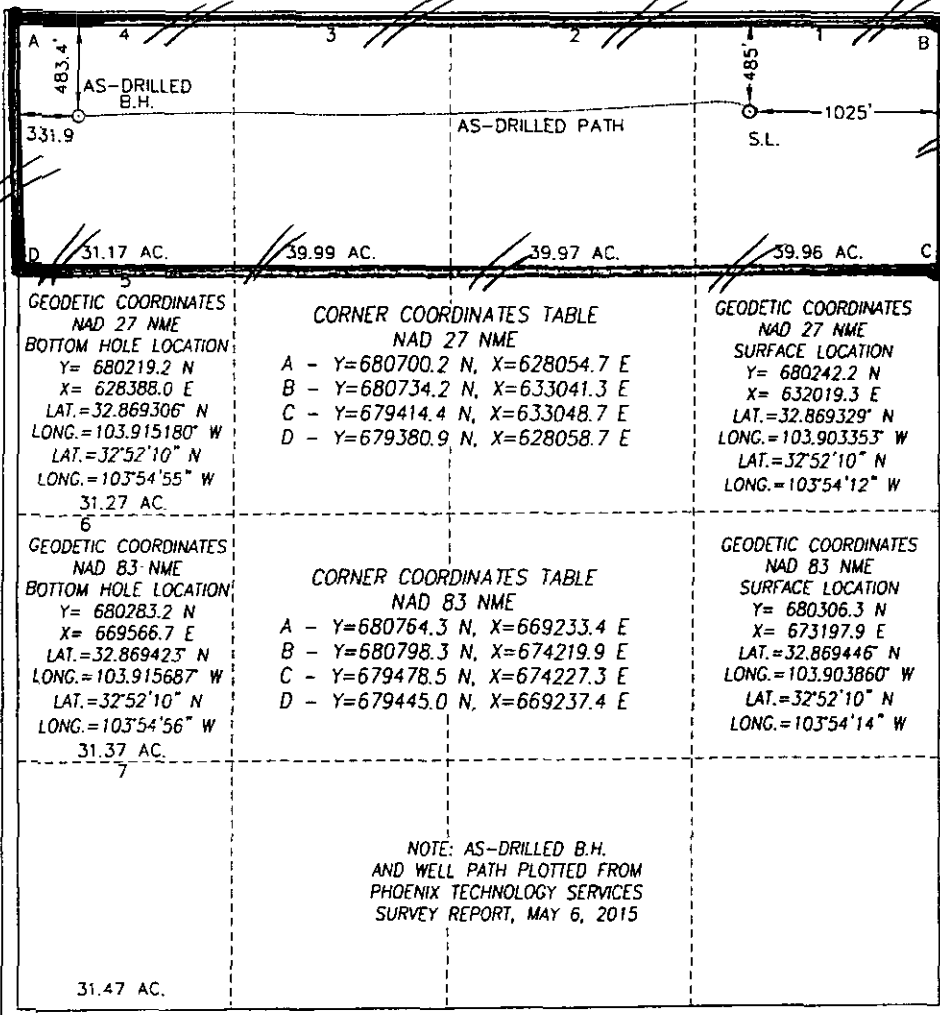 A 4 3 2 1 B
483.4'
485'
AS-DRILLED
B.H.
331.9
AS-DRILLED PATH
1025'
S.L.
D 31.17 AC. 39.99 AC. 39.97 AC. 39.96 AC. C
5
GEODETIC COORDINATES
NAD 27 NME
BOTTOM HOLE LOCATION
Y= 680219.2 N
X= 628388.0 E
LAT.=32.869306° N
LONG.=103.915180° W
LAT.=32°52'10" N
LONG.=103°54'55" W
31.27 AC.
CORNER COORDINATES TABLE
NAD 27 NME
A - Y=680700.2 N, X=628054.7 E
B - Y=680734.2 N, X=633041.3 E
C - Y=679414.4 N, X=633048.7 E
D - Y=679380.9 N, X=628058.7 E
GEODETIC COORDINATES
NAD 27 NME
SURFACE LOCATION
Y= 680242.2 N
X= 632019.3 E
LAT.=32.869329° N
LONG.=103.903353° W
LAT.=32°52'10" N
LONG.=103°54'12" W
6
GEODETIC COORDINATES
NAD 83 NME
BOTTOM HOLE LOCATION
Y= 680283.2 N
X= 669566.7 E
LAT.=32.869423° N
LONG.=103.915687° W
LAT.=32°52'10" N
LONG.=103°54'56" W
31.37 AC.
CORNER COORDINATES TABLE
NAD 83 NME
A - Y=680764.3 N, X=669233.4 E
B - Y=680798.3 N, X=674219.9 E
C - Y=679478.5 N, X=674227.3 E
D - Y=679445.0 N, X=669237.4 E
GEODETIC COORDINATES
NAD 83 NME
SURFACE LOCATION
Y= 680306.3 N
X= 673197.9 E
LAT.=32.869446° N
LONG.=103.903860° W
LAT.=32°52'10" N
LONG.=103°54'14" W
7
NOTE: AS-DRILLED B.H.
AND WELL PATH PLOTTED FROM
PHOENIX TECHNOLOGY SERVICES
SURVEY REPORT, MAY 6, 2015
31.47 AC.